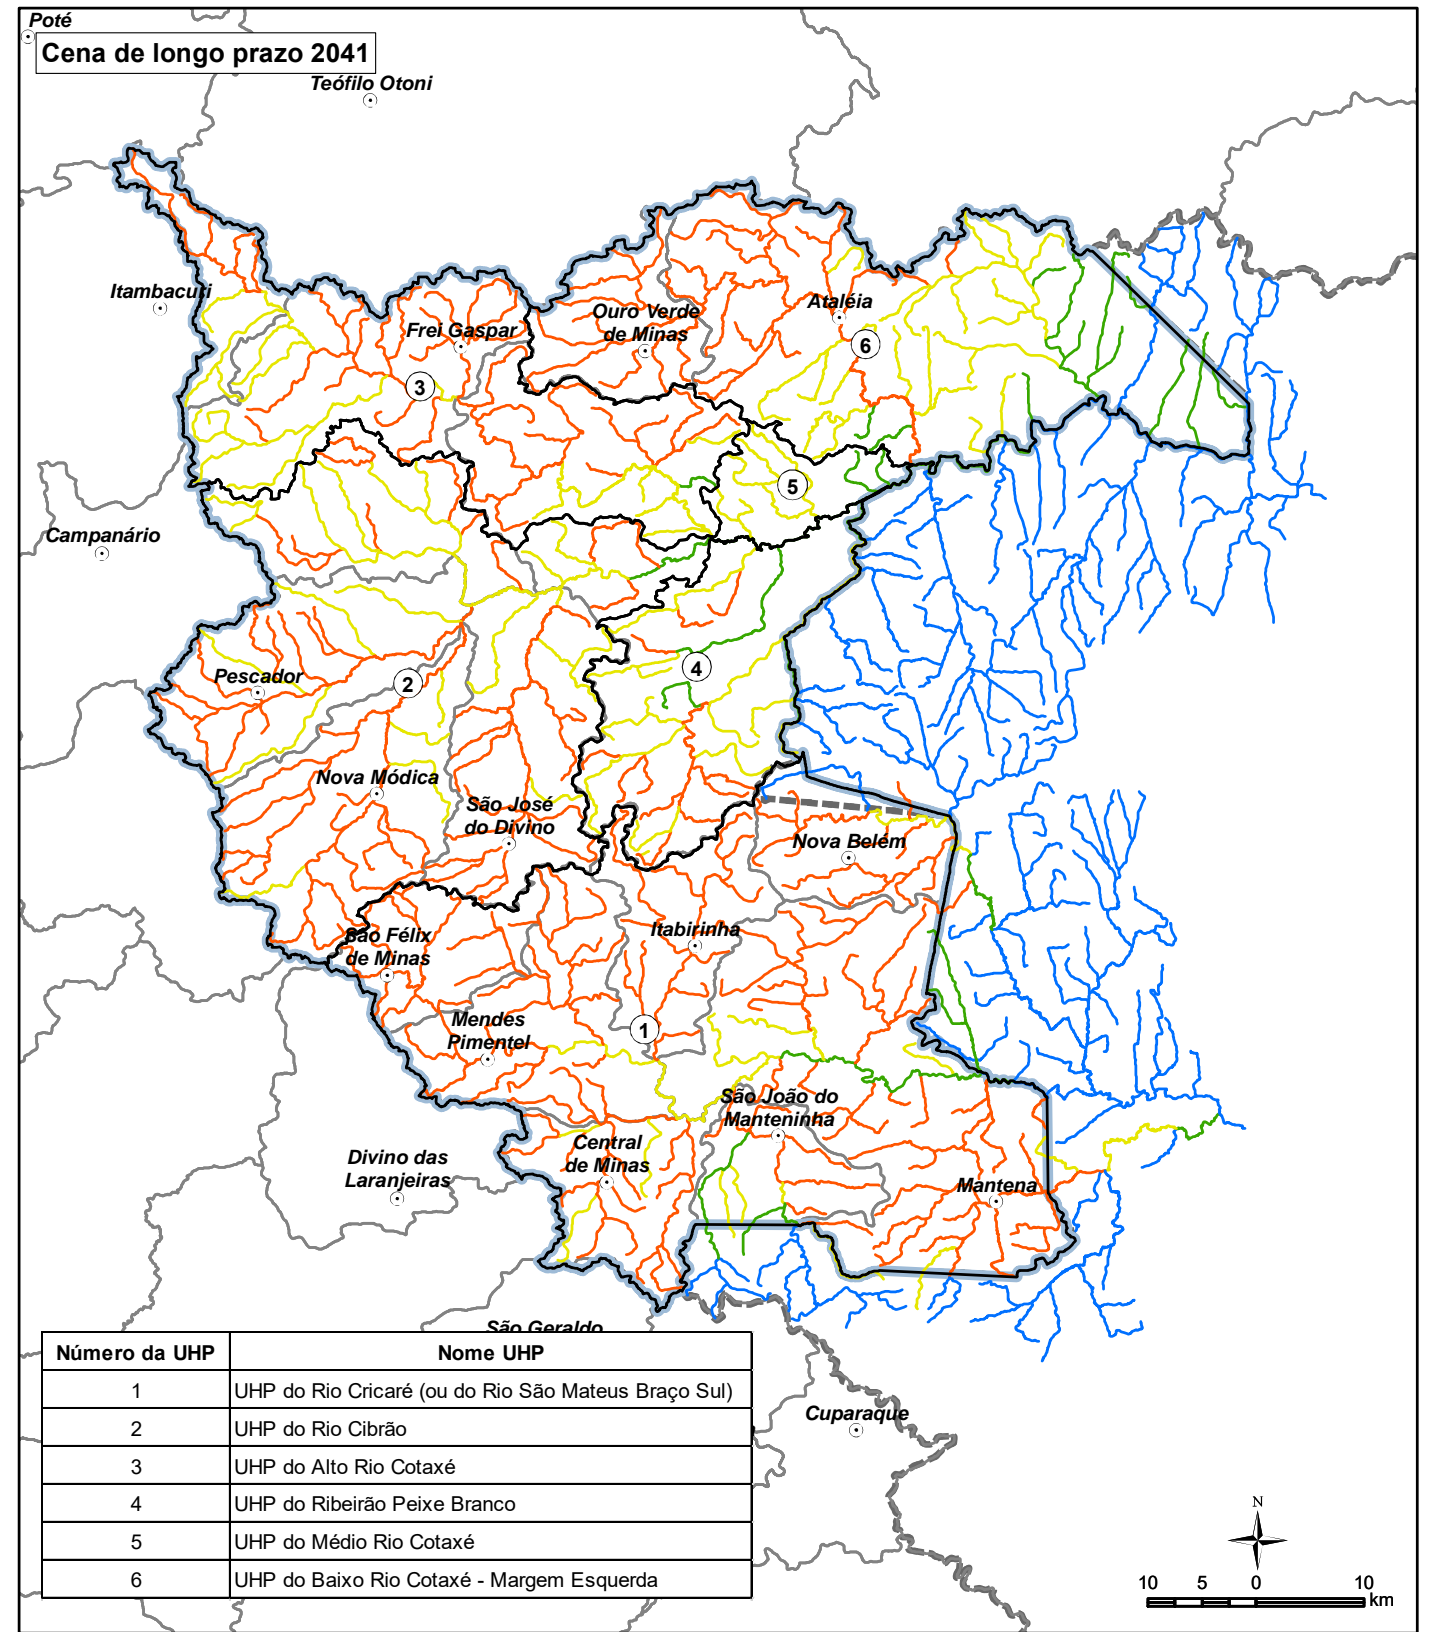 Poté
Cena de longo prazo 2041
Teófilo Otoni
Itambacuri
Frei Gaspar
Ouro Verde
de Minas
Ataléia
6
3
5
Campanário
4
Pescador
2
Nova Módica
São José
do Divino
Nova Belém
Itabirinha
São Félix
de Minas
Mendes
Pimentel
1
São João do
Manteninha
Central
de Minas
Divino das
Laranjeiras
Mantena
São Geraldo
Número da UHP Nome UHP
1 UHP do Rio Cricaré (ou do Rio São Mateus Braço Sul)
2 UHP do Rio Cibrão
3 UHP do Alto Rio Cotaxé
4 UHP do Ribeirão Peixe Branco
5 UHP do Médio Rio Cotaxé
6 UHP do Baixo Rio Cotaxé - Margem Esquerda
Cuparaque
N
10 5 0 10
km